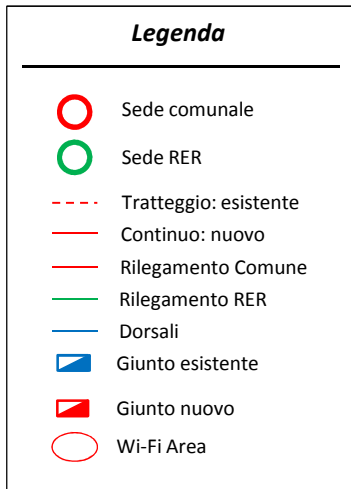 Legenda
Sede comunale
Sede RER
Tratteggio: esistente
Continuo: nuovo
Rilegamento Comune
Rilegamento RER
Dorsali
Giunto esistente
Giunto nuovo
Wi-Fi Area